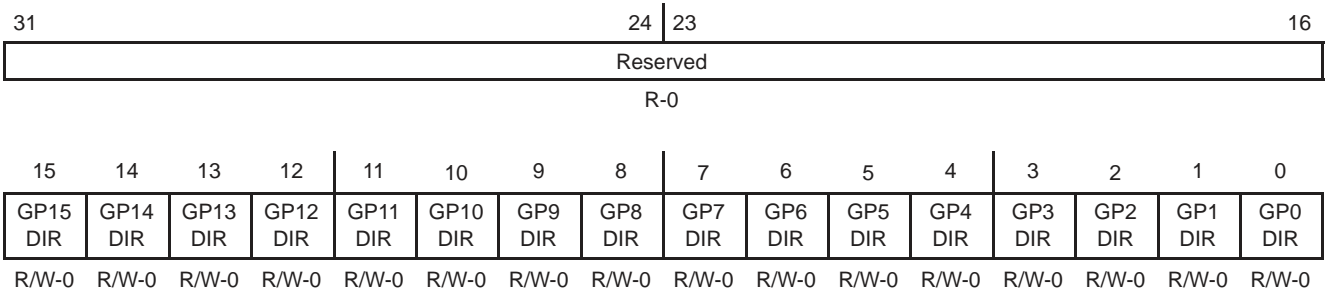 31 24 23 16
Reserved
R-0
15 14 13 12 11 10 9 8 7 6 5 4 3 2 1 0
GP15 GP14 GP13 GP12 GP11 GP10 GP9 GP8 GP7 GP6 GP5 GP4 GP3 GP2 GP1 GP0
DIR DIR DIR DIR DIR DIR DIR DIR DIR DIR DIR DIR DIR DIR DIR DIR
R/W-0 R/W-0 R/W-0 R/W-0 R/W-0 R/W-0 R/W-0 R/W-0 R/W-0 R/W-0 R/W-0 R/W-0 R/W-0 R/W-0 R/W-0 R/W-0